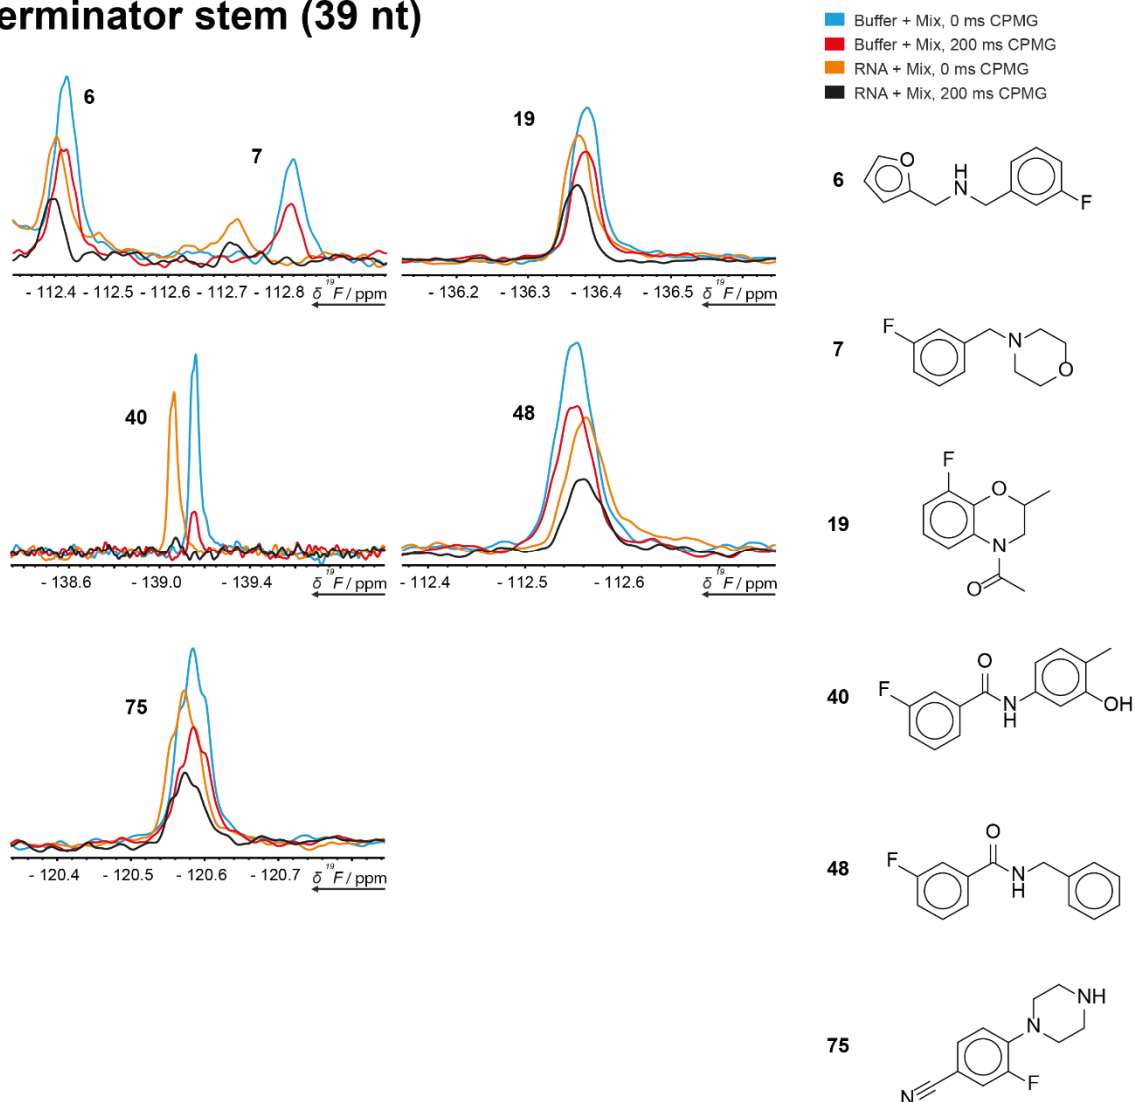 erminator stem (39 nt)
Buffer + Mix, 0 ms CPMG
Buffer + Mix, 200 ms CPMG
RNA + Mix, 0 ms CPMG
RNA + Mix, 200 ms CPMG
6
7
- 112.4 - 112.5 - 112.6 - 112.7 - 112.8 δ 19F / ppm
19
- 136.2 - 136.3 - 136.4 - 136.5 δ 19F / ppm
6
O
H
N
F
7
F
N
O
40
- 138.6 - 139.0 - 139.4 δ 19F / ppm
48
- 112.4 - 112.5 - 112.6 δ 19F / ppm
19
F
O
N
O
75
- 120.4 - 120.5 - 120.6 - 120.7 δ 19F / ppm
40
F
O
N
H
OH
48
F
O
N
H
75
NH
N
F
N